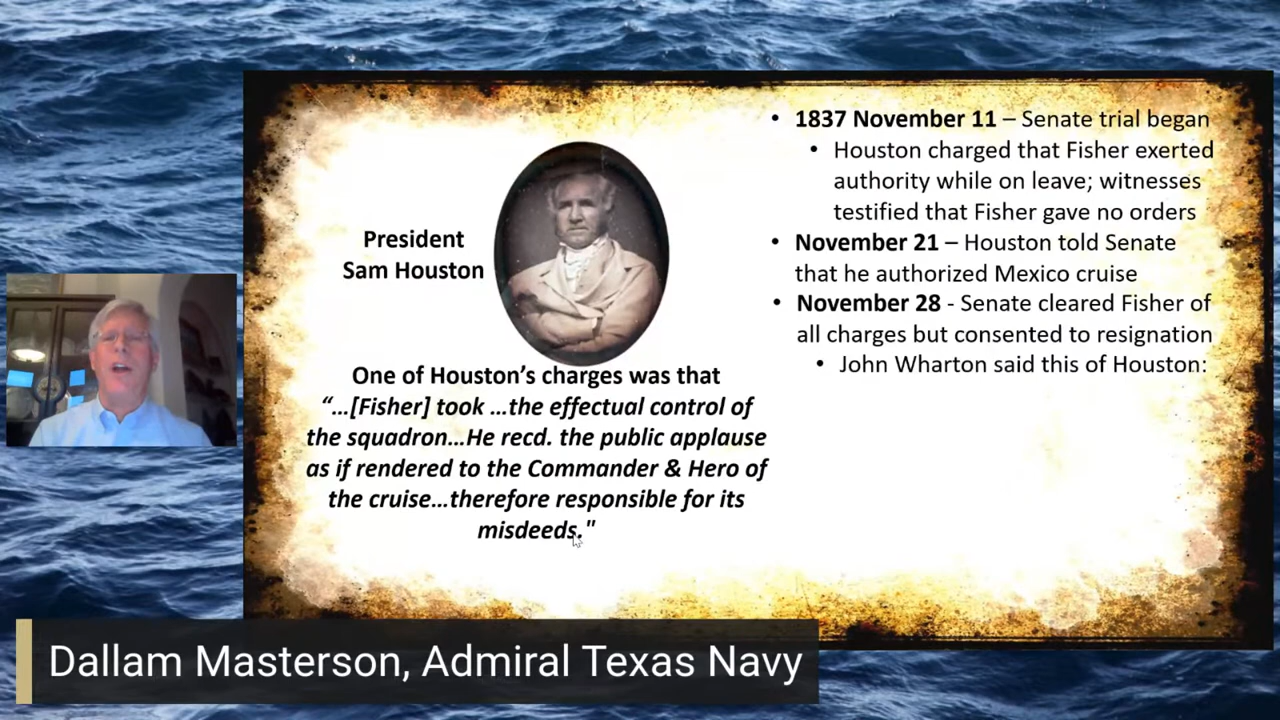 President
Sam Houston
One of Houston’s charges was that
“…[Fisher] took …the effectual control of
the squadron…He recd. the public applause
as if rendered to the Commander & Hero of
the cruise…therefore responsible for its
misdeeds."
• 1837 November 11 – Senate trial began
• Houston charged that Fisher exerted
authority while on leave; witnesses
testified that Fisher gave no orders
• November 21 – Houston told Senate
that he authorized Mexico cruise
• November 28 - Senate cleared Fisher of
all charges but consented to resignation
• John Wharton said this of Houston:
Dallam Masterson, Admiral Texas Navy